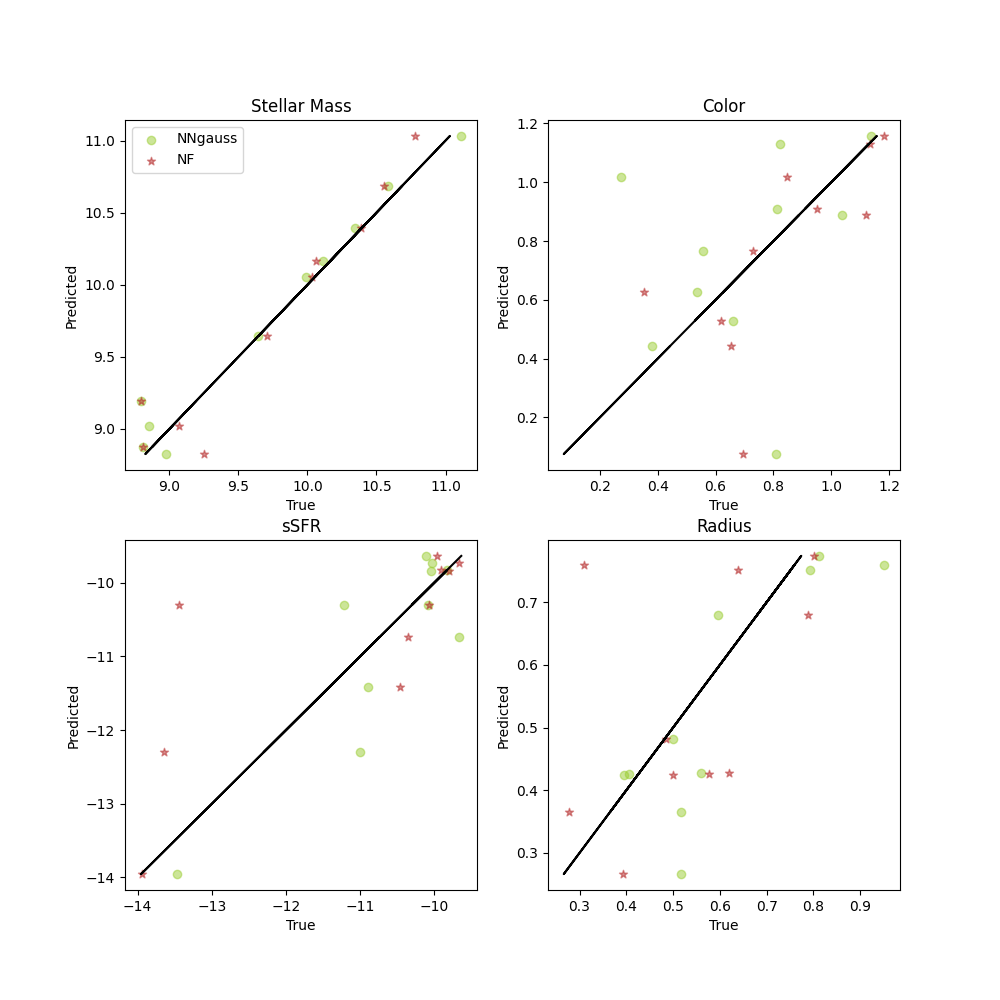 Stellar Mass
Color
NNgauss
NF
11.0
10.5
10.0
9.5
9.0
Predicted
9.0 9.5 10.0 10.5 11.0
True
1.2
1.0
0.8
0.6
0.4
0.2
Predicted
0.2 0.4 0.6 0.8 1.0 1.2
True
sSFR
Radius
−10
−11
−12
−13
−14
Predicted
−14 −13 −12 −11 −10
True
0.7
0.6
0.5
0.4
0.3
Predicted
0.3 0.4 0.5 0.6 0.7 0.8 0.9
True